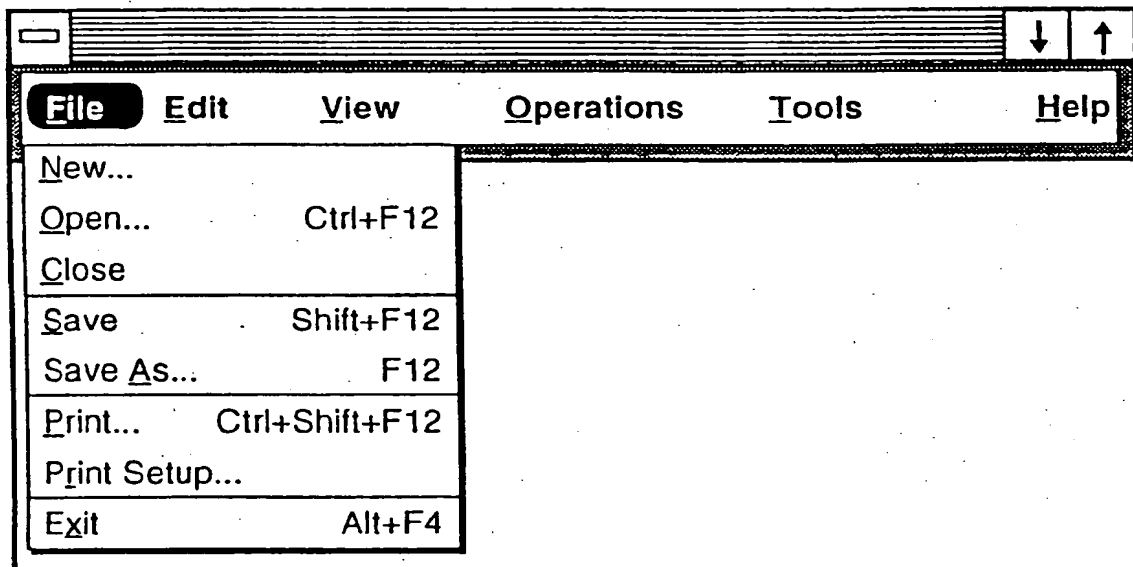 File Edit View Operations Tools Help
New...
Open... Ctrl+F12
Close
Save Shift+F12
Save As... F12
Print... Ctrl+Shift+F12
Print Setup...
Exit Alt+F4